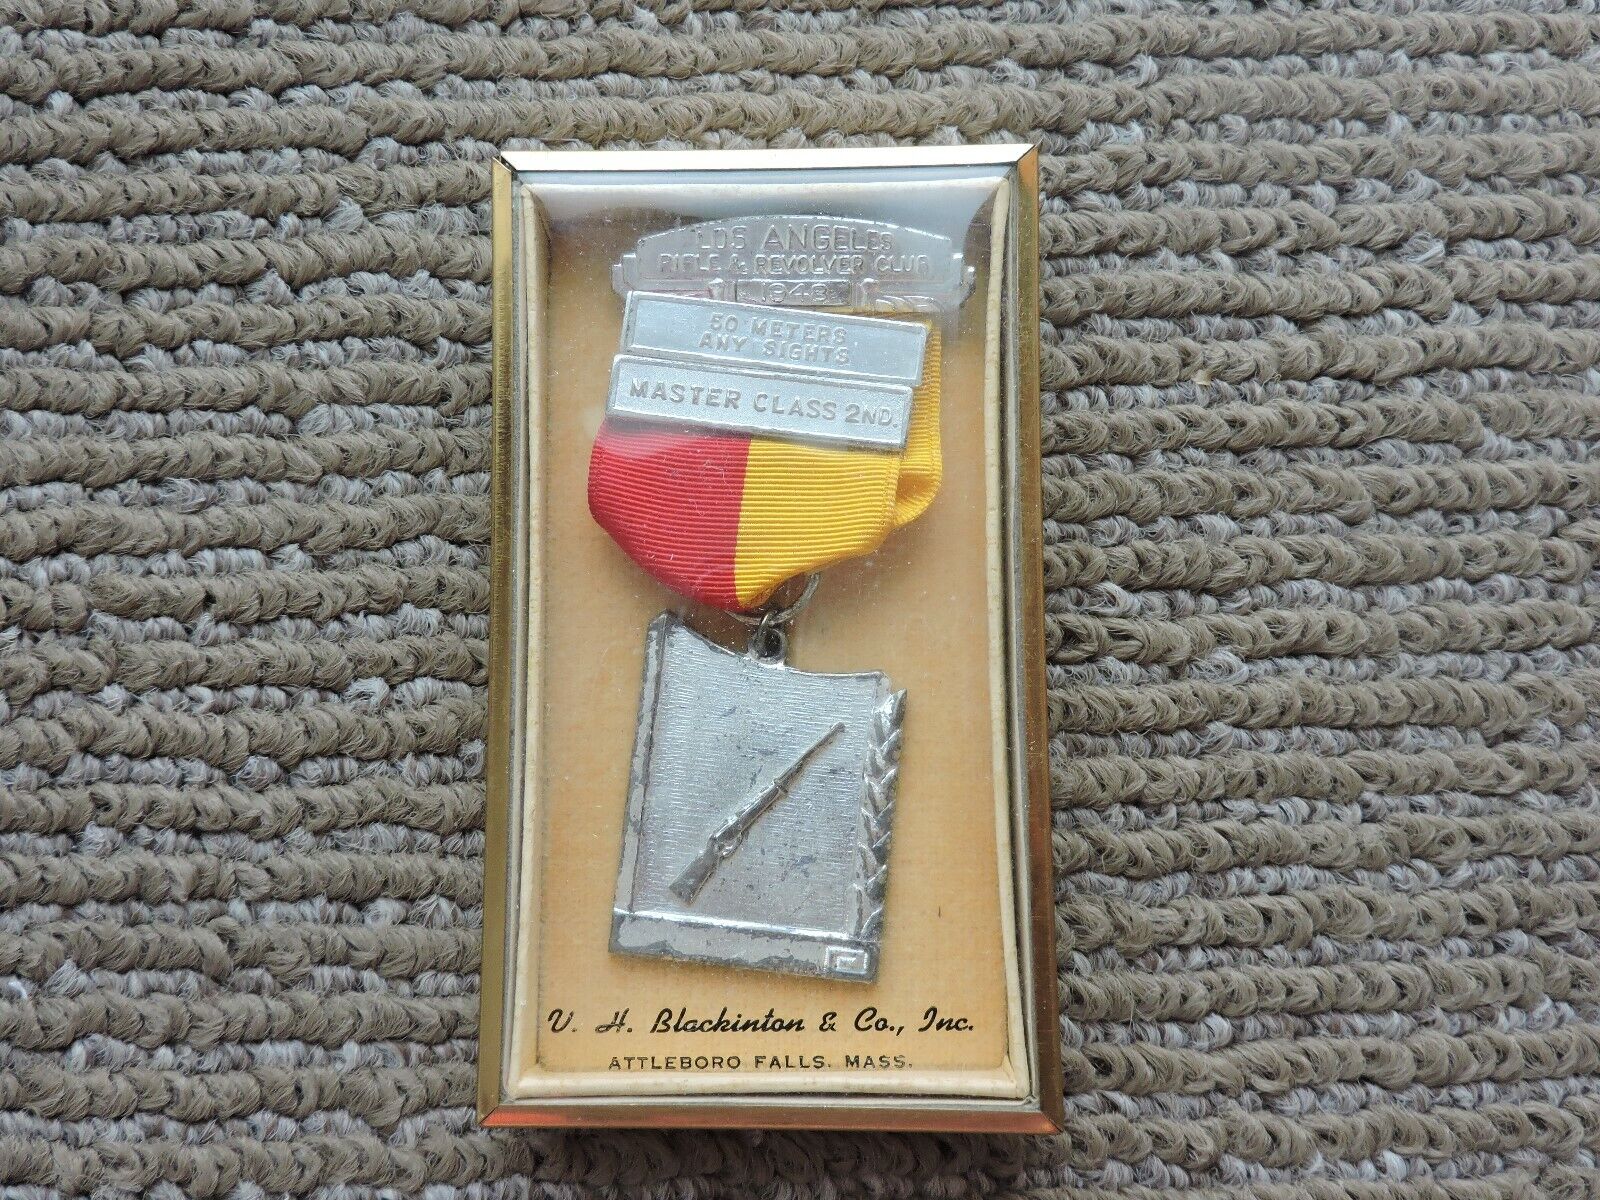 LOS ANGELES
RIFLE & REVOLVER CLUB
1948
50 METERS
ANY SIGHTS
MASTER CLASS 2ND.
V. H. Blackinton & Co., Inc.
ATTLEBORO FALLS. MASS.